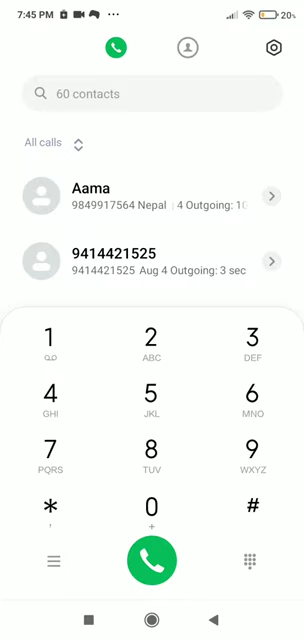 7:45 PM ... 20%
60 contacts
All calls
Aama
9849917564 Nepal 4 Outgoing: 10
9414421525
9414421525 Aug 4 Outgoing: 3 sec
1 2 3
ABC DEF
4 5 6
GHI JKL MNO
7 8 9
PQRS TUV WXYZ
* 0 #
, +